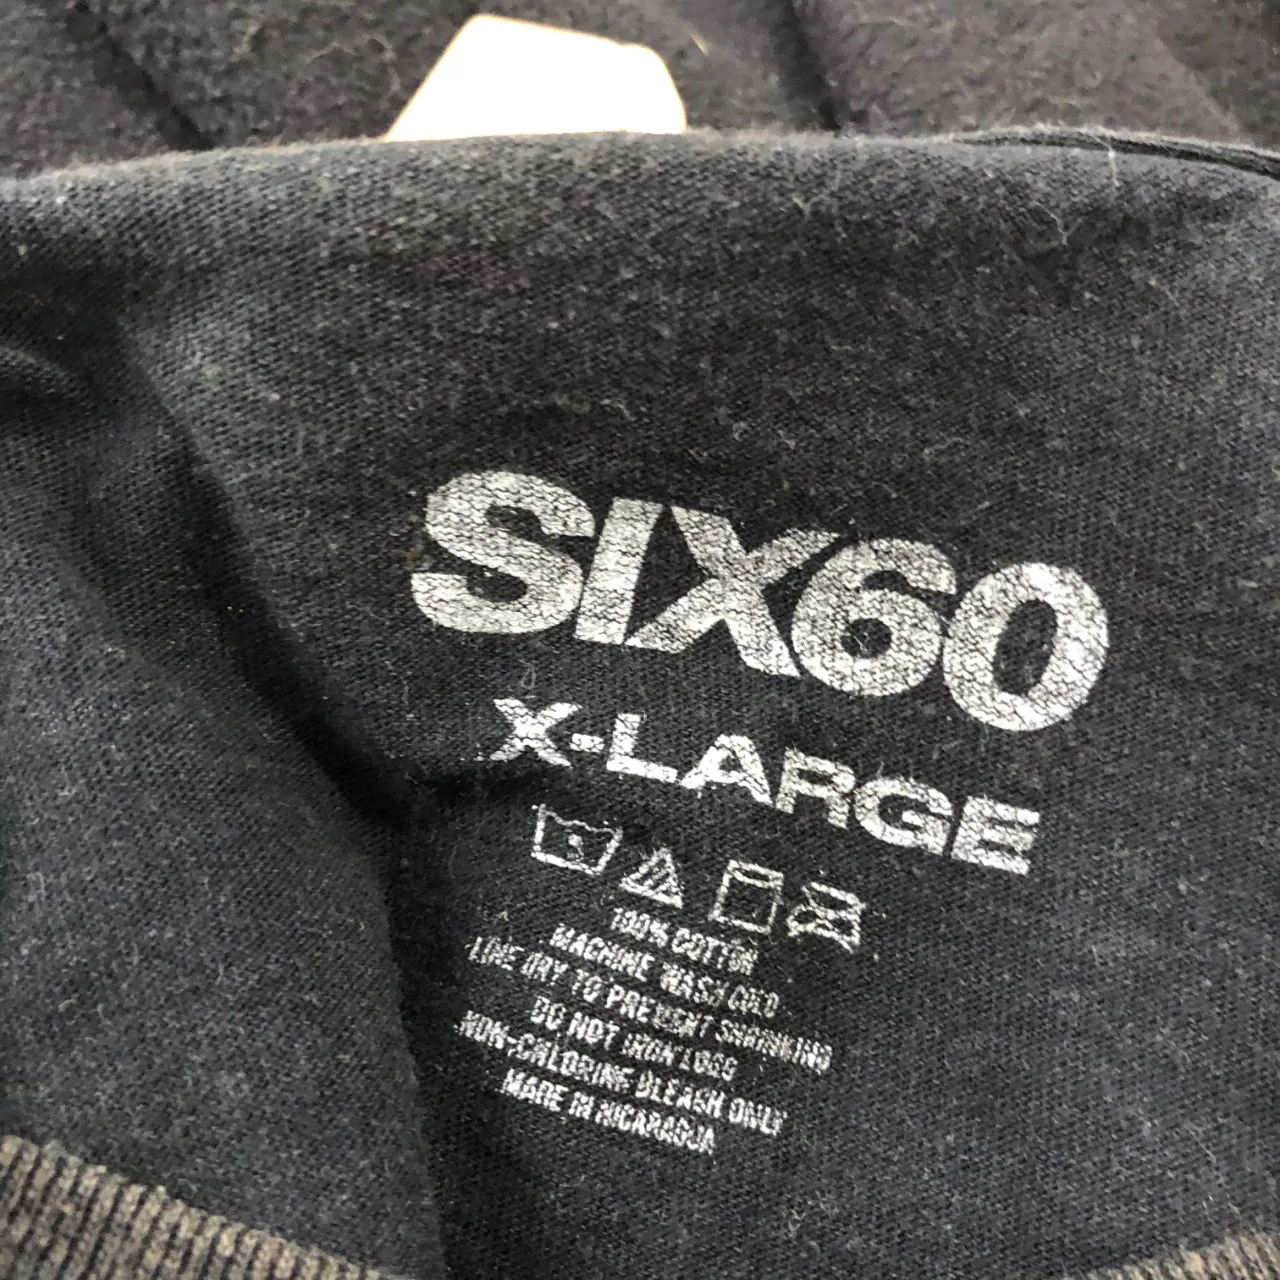 SIX60
X-LARGE
100% COTTON
MACHINE WASH COLD
LINE DRY TO PREVENT SHRINKING
DO NOT IRON LOGO
NON-CHLORINE BLEACH ONLY
MADE IN NICARAGUA